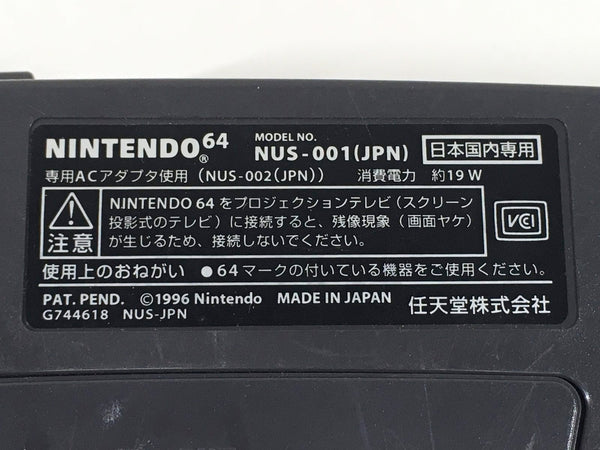 NINTENDO⁶⁴® MODEL NO. NUS-001(JPN) 日本国内専用
専用ACアダプタ使用（NUS-002(JPN)） 消費電力 約19 W
注意
NINTENDO 64 をプロジェクションテレビ（スクリーン
投影式のテレビ）に接続すると、残像現象（画面ヤケ）
が生じるため、接続しないでください。
VCI
使用上のおねがい ●64 マークの付いている機器をご使用ください。
PAT. PEND. ©1996 Nintendo MADE IN JAPAN
G744618 NUS-JPN
任天堂株式会社